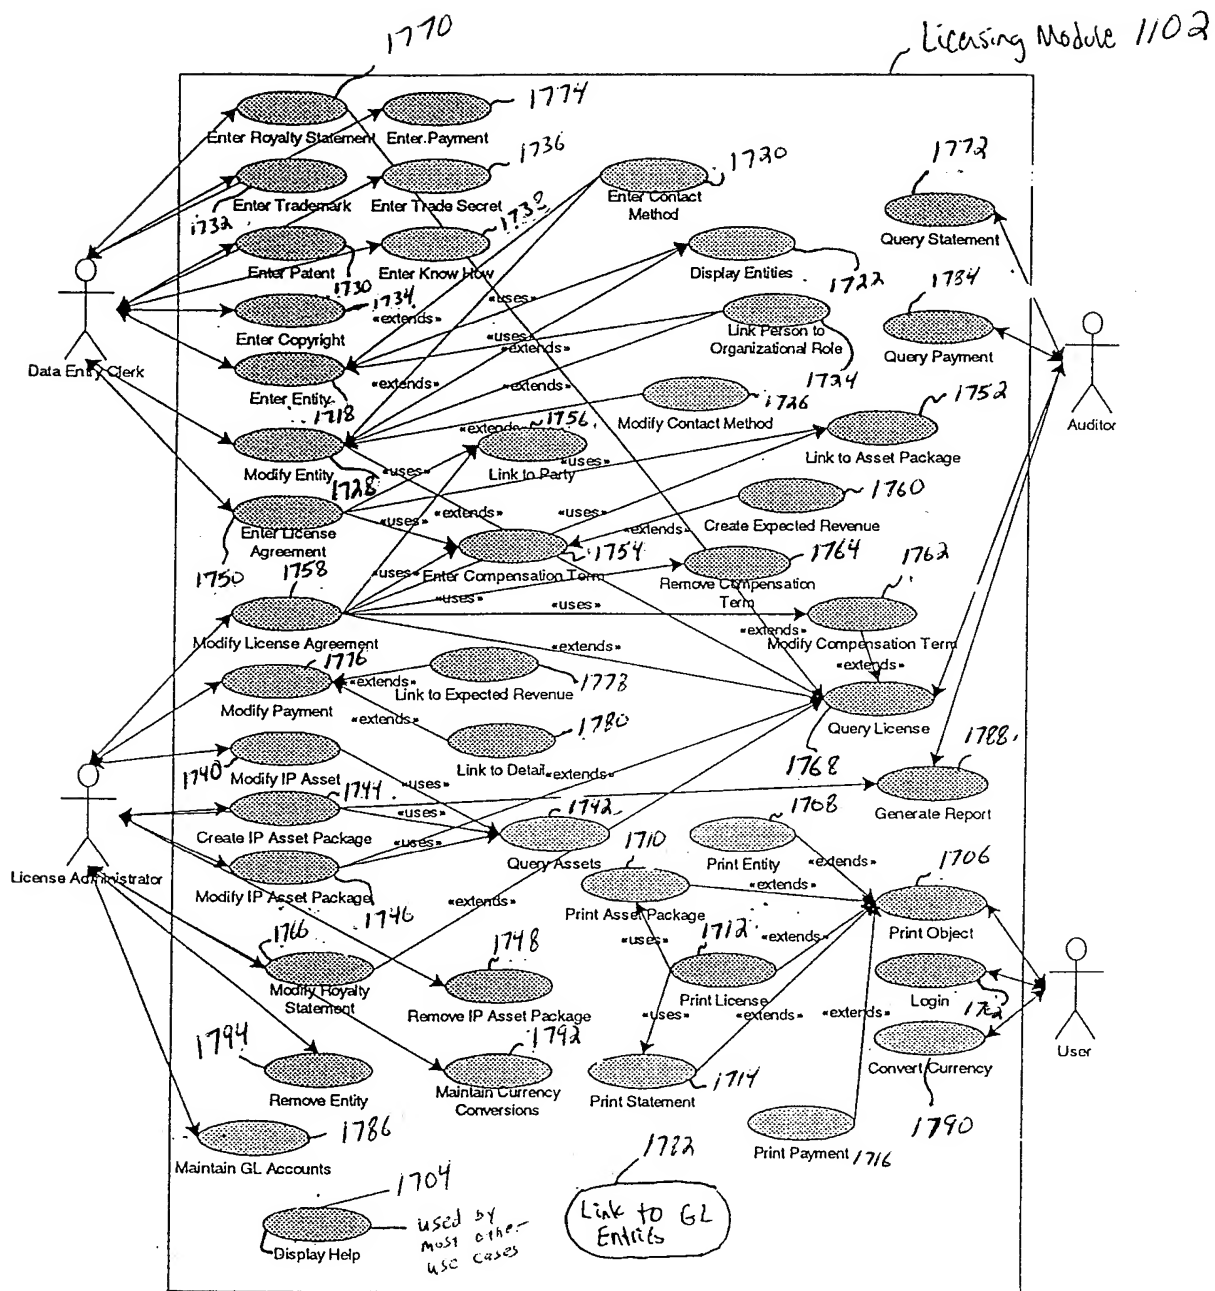 Licensing Module 1102
1770
1774
Enter Royalty Statement
Enter Payment
1736
1720
1772
Enter Trademark
1732
Enter Trade Secret
Enter Contact
Method
Query Statement
1738
Enter Patent
1730
Enter Know How
Display Entities
1722
1784
1734
«uses»
«extends»
Enter Copyright
Link Person to
Organizational Role
Query Payment
«uses»
«extends»
Data Entry Clerk
Auditor
Enter Entity
1718
«extends»
«extends»
1724
1726
Modify Contact Method
1752
1756
«extends»
Modify Entity
1728
«uses»
Link to Party
«uses»
Link to Asset Package
1760
Enter License
Agreement
1750
«uses»
«extends»
«uses»
«extends»
Create Expected Revenue
1754
1764
1762
1758
«uses»
Enter Compensation Term
«uses»
Remove Compensation
Term
«uses»
Modify License Agreement
«extends»
Modify Compensation Term
«extends»
«extends»
1776
Modify Payment
«extends»
Link to Expected Revenue
1778
Query License
1768
«extends»
1780
Link to Detail
«extends»
1788
1740
Modify IP Asset
«uses»
1744
Create IP Asset Package
«uses»
1742
Query Assets
1708
Generate Report
License Administrator
«uses»
1710
Print Entity
«extends»
1706
Modify IP Asset Package
1746
Print Asset Package
«extends»
Print Object
«extends»
1766
1748
«uses»
1712
«extends»
Modify Royalty
Statement
Remove IP Asset Package
Print License
Login
1702
«uses»
«extends»
«extends»
User
1794
1792
Remove Entity
Maintain Currency
Conversions
Print Statement
1714
Convert Currency
1790
1786
Maintain GL Accounts
Print Payment
1716
1782
Link to GL
Entries
1704
Display Help
used by
most other
use cases